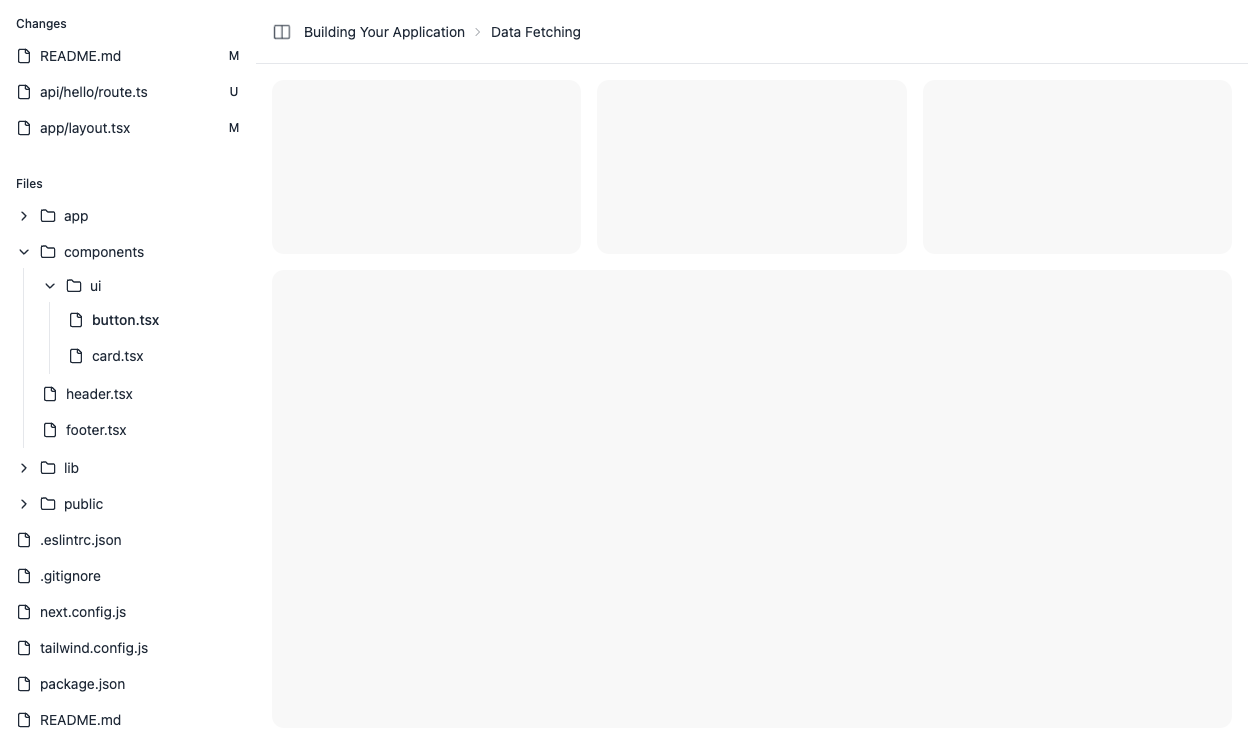 Changes
README.md M
api/hello/route.ts U
app/layout.tsx M
Files
app
components
ui
button.tsx
card.tsx
header.tsx
footer.tsx
lib
public
.eslintrc.json
.gitignore
next.config.js
tailwind.config.js
package.json
README.md
Building Your Application > Data Fetching